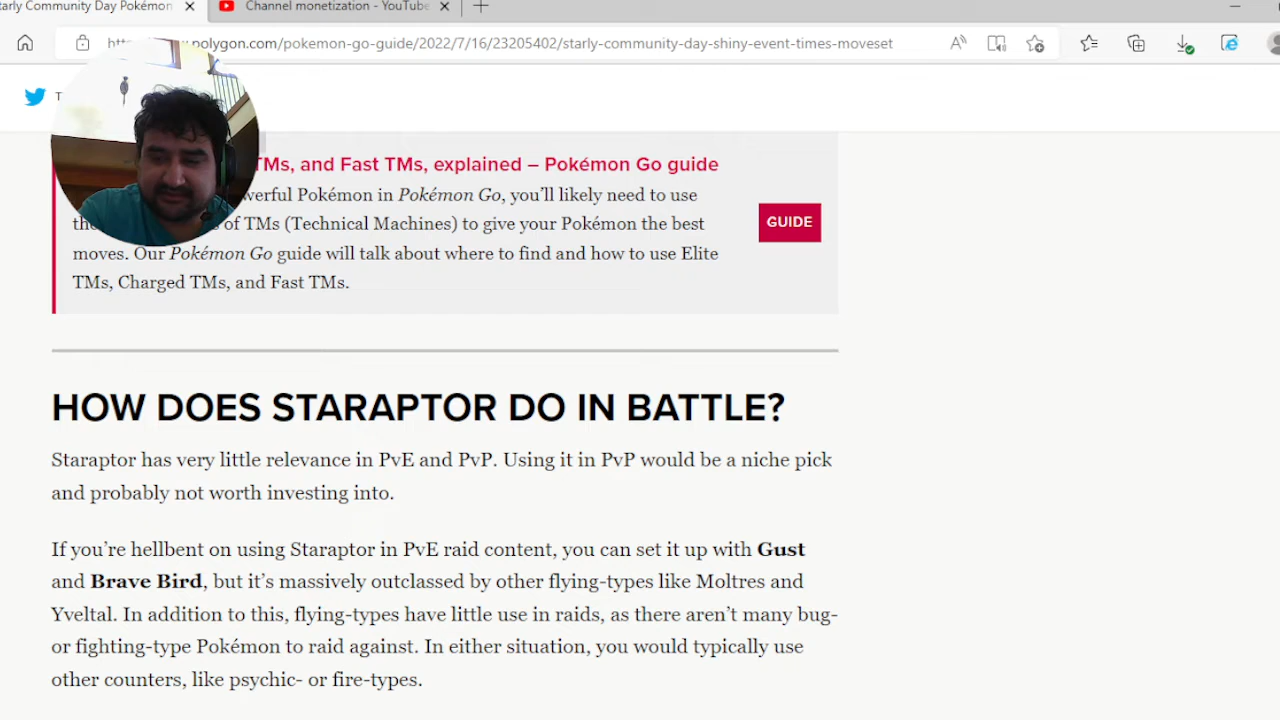 tarly Community Day Pokémon
Channel monetization - YouTube
polygon.com/pokemon-go-guide/2022/7/16/23205402/starly-community-day-shiny-event-times-moveset
T
TMs, and Fast TMs, explained – Pokémon Go guide
werful Pokémon in Pokémon Go, you’ll likely need to use
of TMs (Technical Machines) to give your Pokémon the best
moves. Our Pokémon Go guide will talk about where to find and how to use Elite
TMs, Charged TMs, and Fast TMs.
GUIDE
HOW DOES STARAPTOR DO IN BATTLE?
Staraptor has very little relevance in PvE and PvP. Using it in PvP would be a niche pick
and probably not worth investing into.
If you’re hellbent on using Staraptor in PvE raid content, you can set it up with Gust
and Brave Bird, but it’s massively outclassed by other flying-types like Moltres and
Yveltal. In addition to this, flying-types have little use in raids, as there aren’t many bug-
or fighting-type Pokémon to raid against. In either situation, you would typically use
other counters, like psychic- or fire-types.